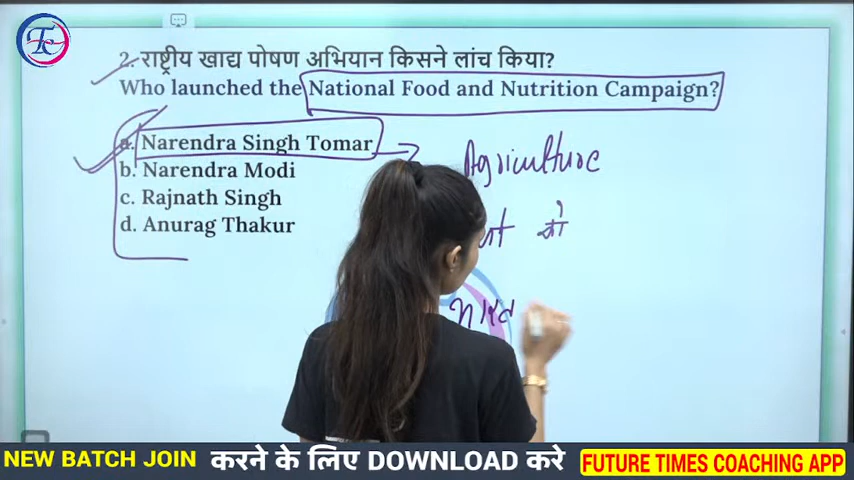 2. राष्ट्रीय खाद्य पोषण अभियान किसने लांच किया?
Who launched the National Food and Nutrition Campaign?
a. Narendra Singh Tomar
Agriculture
b. Narendra Modi
c. Rajnath Singh
d. Anurag Thakur
NEW BATCH JOIN करने के लिए DOWNLOAD करे FUTURE TIMES COACHING APP